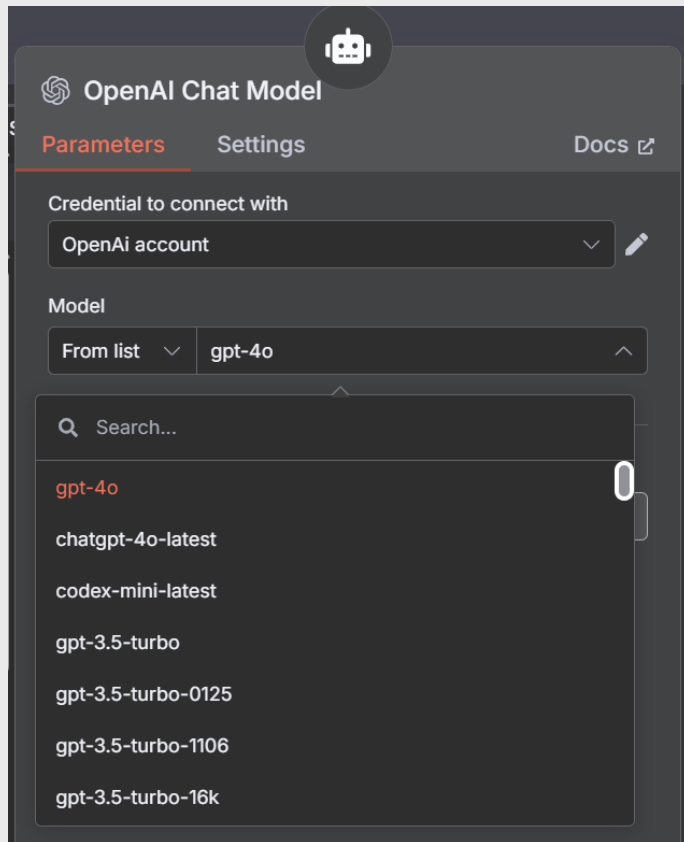 OpenAI Chat Model
Parameters Settings Docs
Credential to connect with
OpenAi account
Model
From list gpt-4o
Search...
gpt-4o
chatgpt-4o-latest
codex-mini-latest
gpt-3.5-turbo
gpt-3.5-turbo-0125
gpt-3.5-turbo-1106
gpt-3.5-turbo-16k